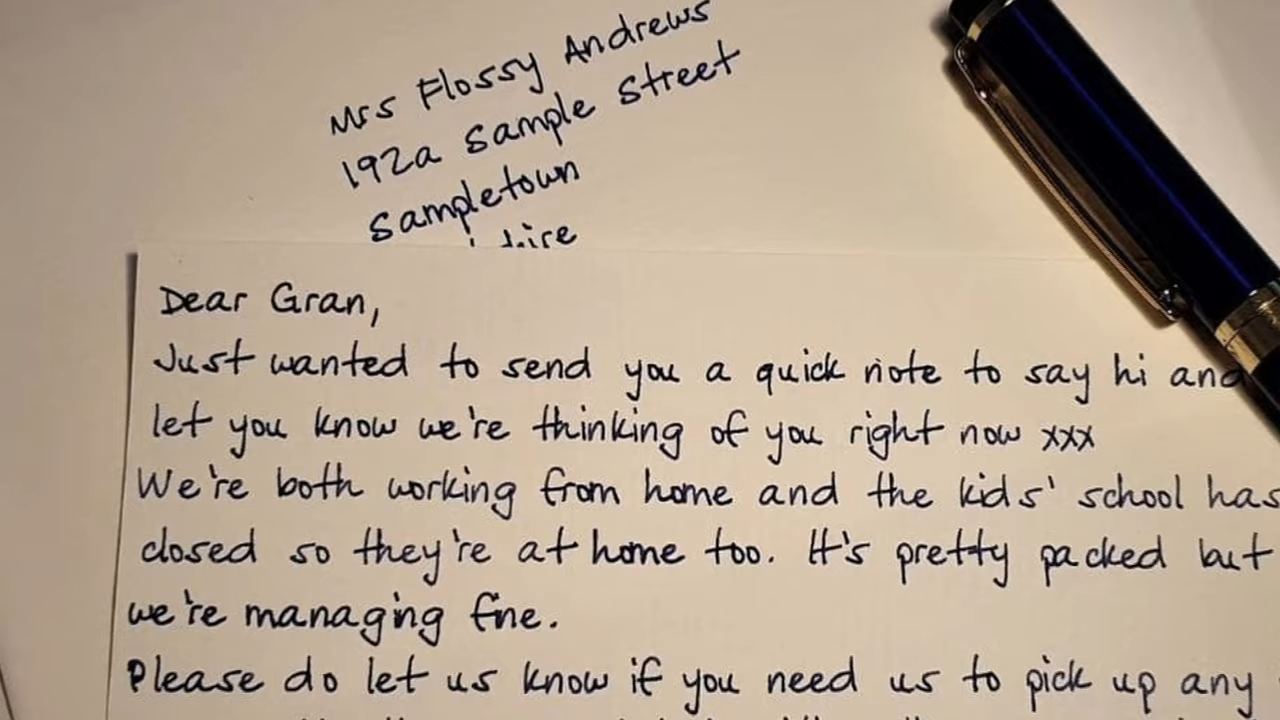 Mrs Flossy Andrews
192a Sample Street
Sampletown
Dear Gran,
Just wanted to send you a quick note to say hi and
let you know we're thinking of you right now xxx
We're both working from home and the kids' school has
closed so they're at home too. It's pretty packed but
we're managing fine.
Please do let us know if you need us to pick up any